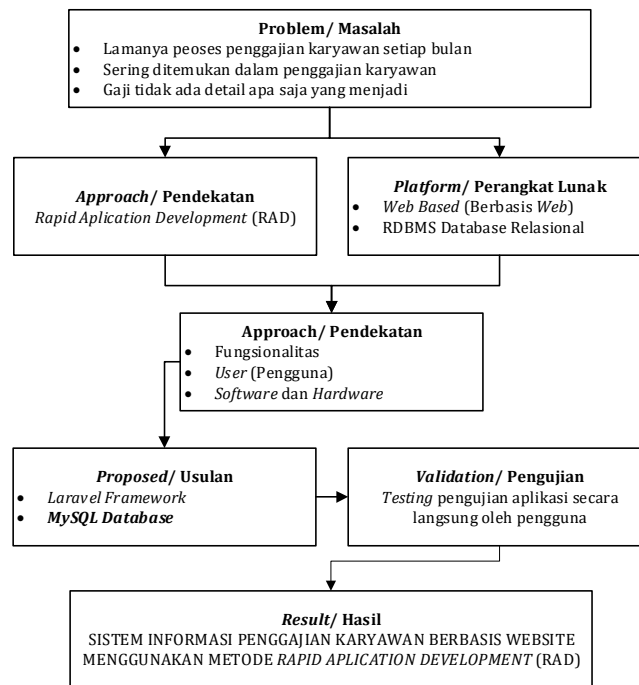 Problem/ Masalah
• Lamanya peoses penggajian karyawan setiap bulan
• Sering ditemukan dalam penggajian karyawan
• Gaji tidak ada detail apa saja yang menjadi
Approach/ Pendekatan
Rapid Aplication Development (RAD)
Platform/ Perangkat Lunak
• Web Based (Berbasis Web)
• RDBMS Database Relasional
Approach/ Pendekatan
• Fungsionalitas
• User (Pengguna)
• Software dan Hardware
Proposed/ Usulan
• Laravel Framework
• MySQL Database
Validation/ Pengujian
Testing pengujian aplikasi secara
langsung oleh pengguna
Result/ Hasil
SISTEM INFORMASI PENGGAJIAN KARYAWAN BERBASIS WEBSITE
MENGGUNAKAN METODE RAPID APLICATION DEVELOPMENT (RAD)